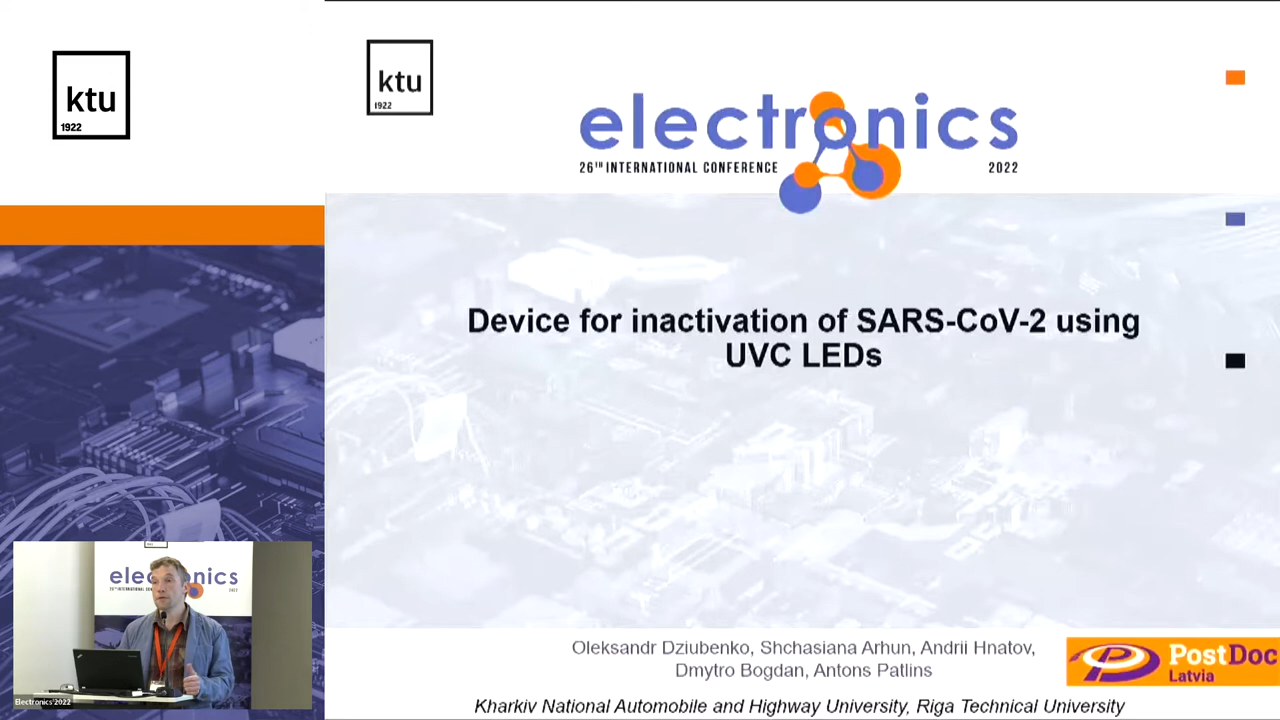 ktu
1922
ktu
1922
electronics
26TH INTERNATIONAL CONFERENCE 2022
Device for inactivation of SARS-CoV-2 using
UVC LEDs
Oleksandr Dziubenko, Shchasiana Arhun, Andrii Hnatov,
Dmytro Bogdan, Antons Patlins
PostDoc
Latvia
Kharkiv National Automobile and Highway University, Riga Technical University
electronics
2022
Electronics'2022